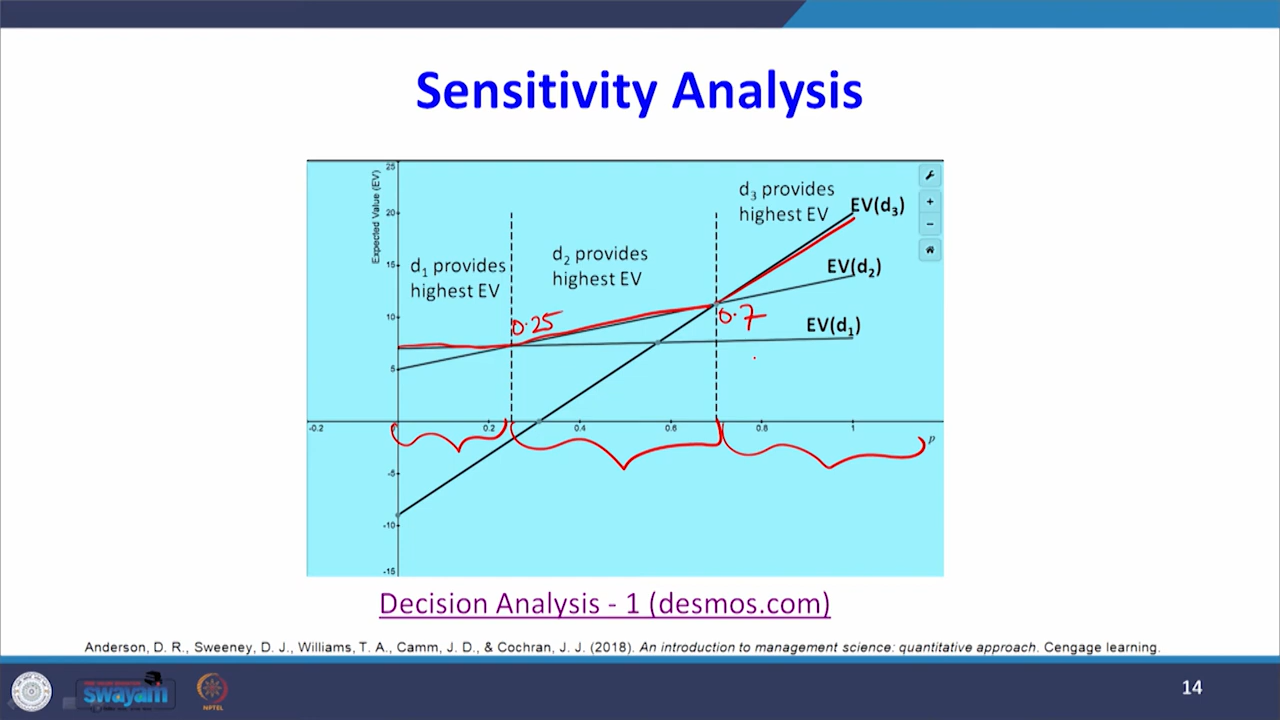 Sensitivity Analysis
Expected Value (EV)
25
20
15
10
5
-5
-10
-15
-0.2
0.2
0.4
0.6
0.8
1
p
d₁ provides
highest EV
d₂ provides
highest EV
d₃ provides
highest EV
EV(d₃)
EV(d₂)
EV(d₁)
0.25
0.7
+
−
Decision Analysis - 1 (desmos.com)
Anderson, D. R., Sweeney, D. J., Williams, T. A., Camm, J. D., & Cochran, J. J. (2018). An introduction to management science: quantitative approach. Cengage learning.
swayam
NPTEL
14